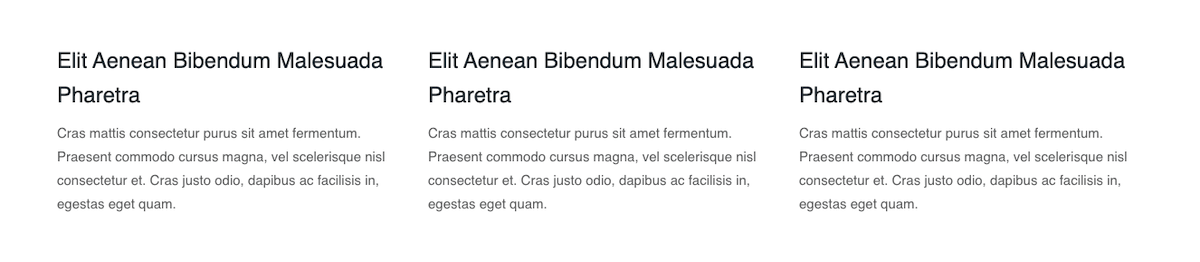 Elit Aenean Bibendum Malesuada
Pharetra
Cras mattis consectetur purus sit amet fermentum.
Praesent commodo cursus magna, vel scelerisque nisl
consectetur et. Cras justo odio, dapibus ac facilisis in,
egestas eget quam.
Elit Aenean Bibendum Malesuada
Pharetra
Cras mattis consectetur purus sit amet fermentum.
Praesent commodo cursus magna, vel scelerisque nisl
consectetur et. Cras justo odio, dapibus ac facilisis in,
egestas eget quam.
Elit Aenean Bibendum Malesuada
Pharetra
Cras mattis consectetur purus sit amet fermentum.
Praesent commodo cursus magna, vel scelerisque nisl
consectetur et. Cras justo odio, dapibus ac facilisis in,
egestas eget quam.